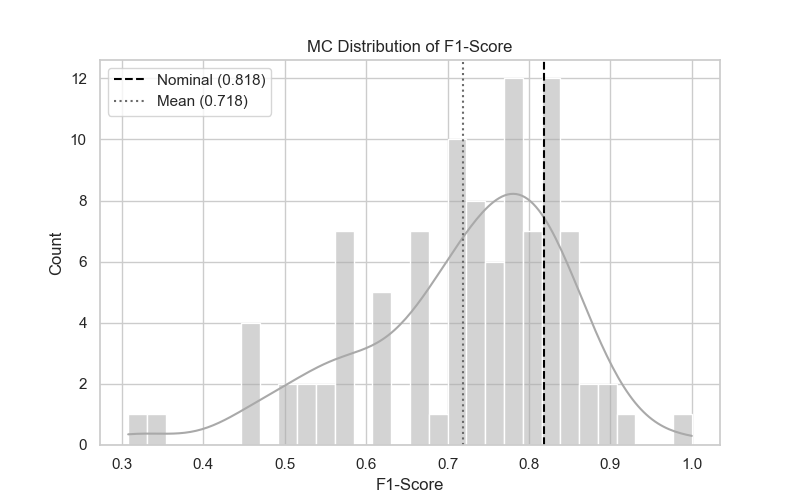 MC Distribution of F1-Score
Nominal (0.818)
Mean (0.718)
Count
12
10
8
6
4
2
0
0.3 0.4 0.5 0.6 0.7 0.8 0.9 1.0
F1-Score